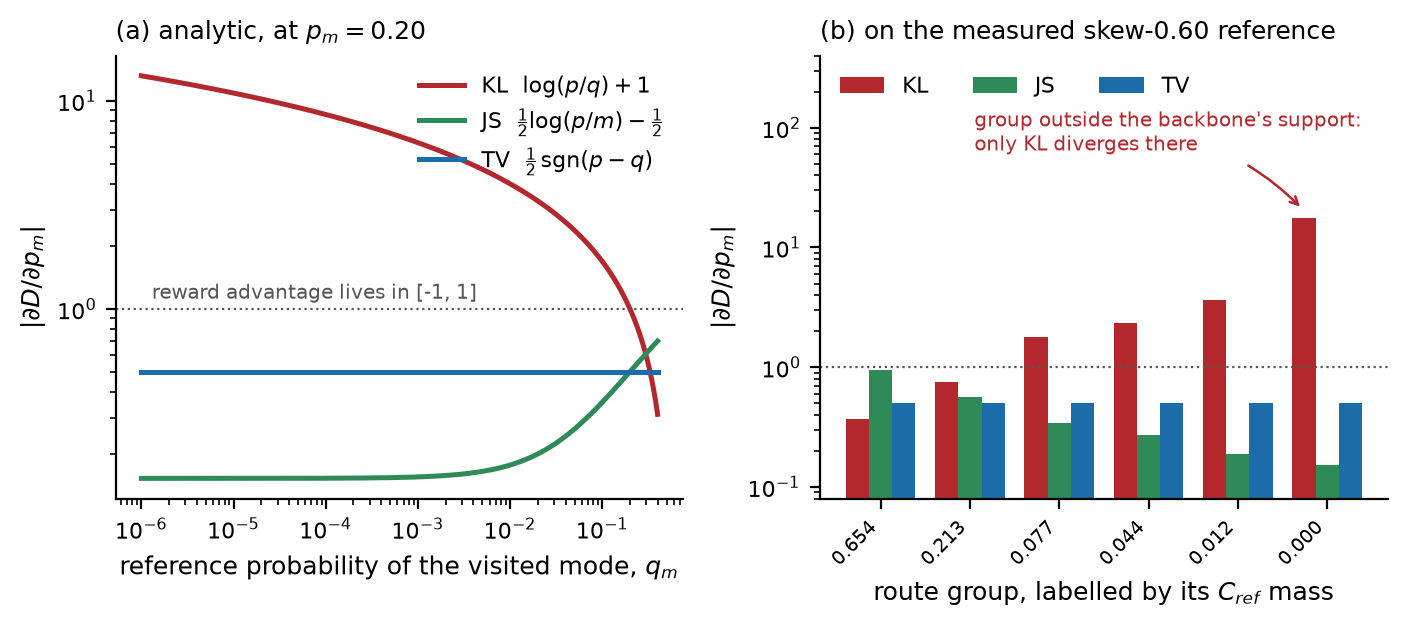 (a) analytic, at $p_m = 0.20$
KL log(p/q) + 1
JS $\frac{1}{2}$log(p/m) − $\frac{1}{2}$
TV $\frac{1}{2}$ sgn(p − q)
reward advantage lives in [-1, 1]
|∂D/∂$p_m$|
$10^1$
$10^0$
$10^{-6}$ $10^{-5}$ $10^{-4}$ $10^{-3}$ $10^{-2}$ $10^{-1}$
reference probability of the visited mode, $q_m$
(b) on the measured skew-0.60 reference
KL JS TV
group outside the backbone's support:
only KL diverges there
|∂D/∂$p_m$|
$10^2$
$10^1$
$10^0$
$10^{-1}$
0.654 0.213 0.077 0.044 0.012 0.000
route group, labelled by its $C_{ref}$ mass